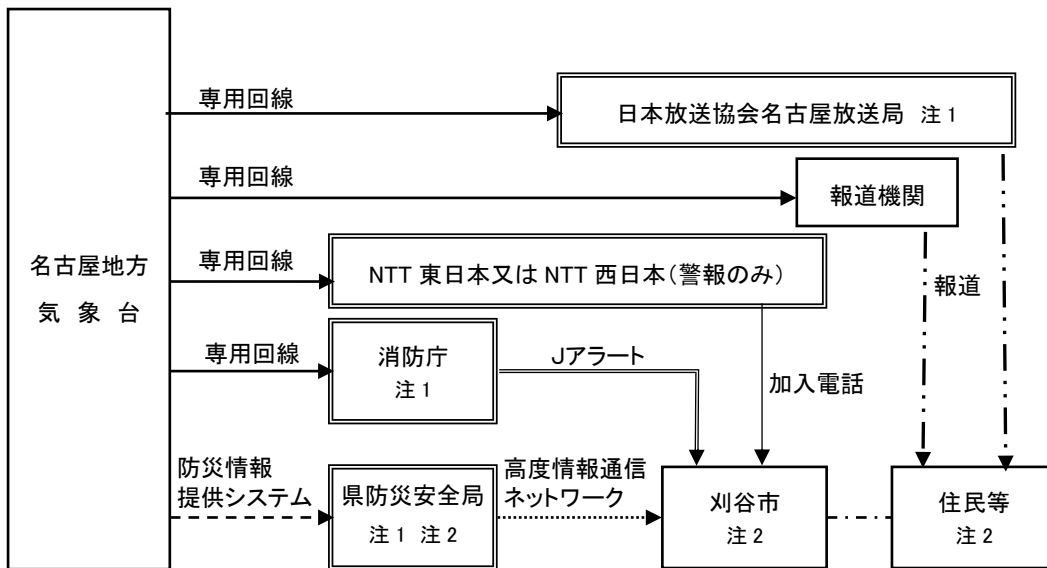 専用回線
日本放送協会名古屋放送局 注1
専用回線
報道機関
名古屋地方
気象台
専用回線
NTT 東日本又は NTT 西日本(警報のみ)
報道
専用回線
消防庁
注1
Jアラート
加入電話
防災情報
提供システム
県防災安全局
注1 注2
高度情報通信
ネットワーク
刈谷市
注2
住民等
注2